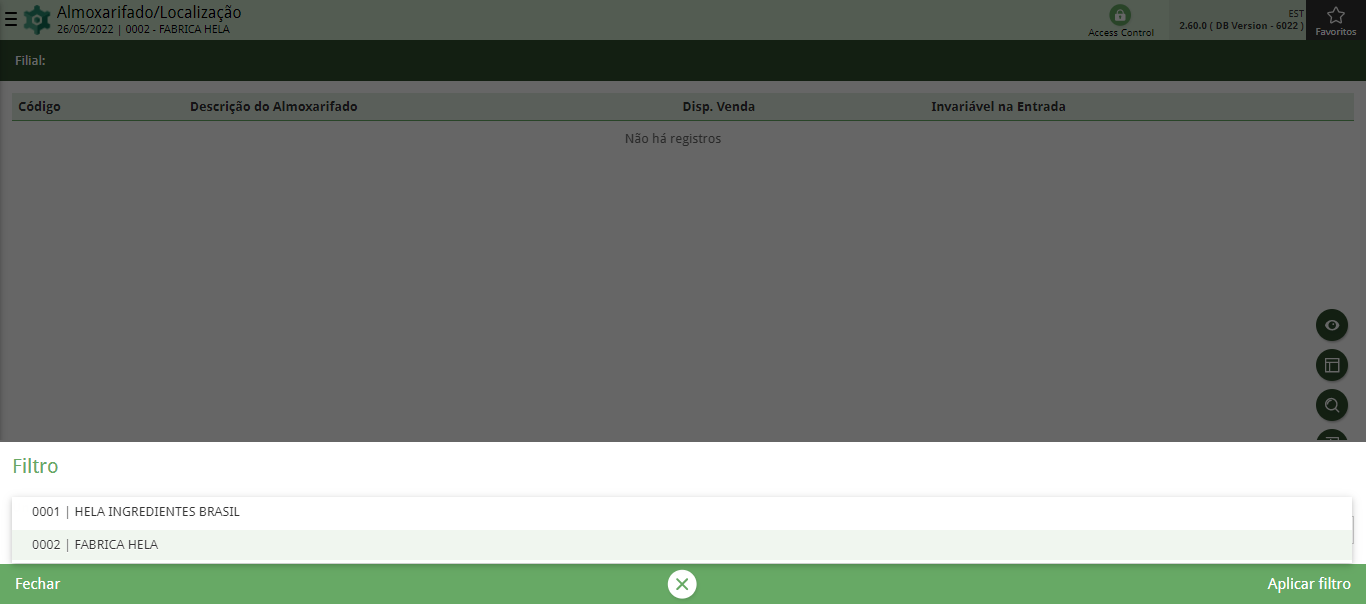 Almoxarifado/Localização
26/05/2022 | 0002 - FABRICA HELA
Access Control
EST
2.60.0 ( DB Version - 6022 )
Favoritos
Filial:
Código Descrição do Almoxarifado Disp. Venda Invariável na Entrada
Não há registros
Filtro
0001 | HELA INGREDIENTES BRASIL
0002 | FABRICA HELA
Fechar Aplicar filtro